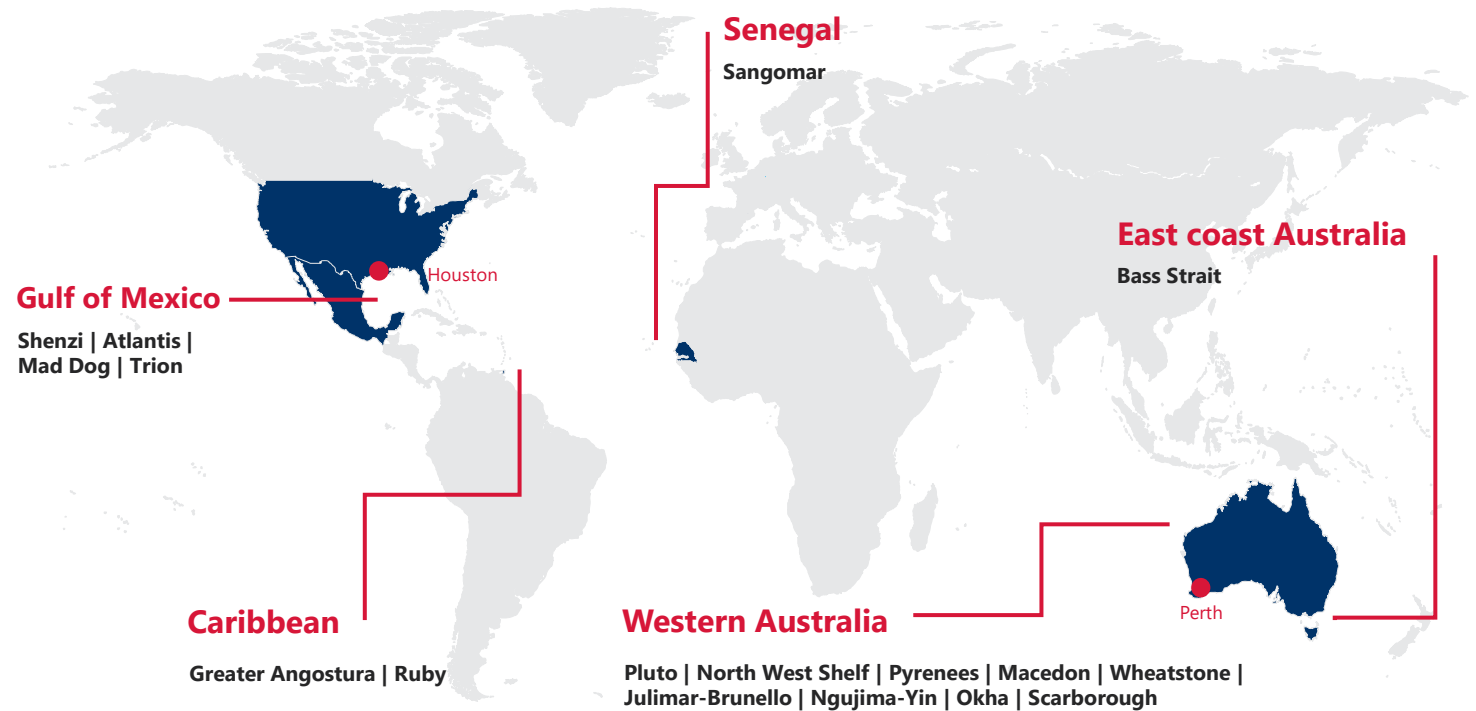 Senegal
Sangomar
East coast Australia
Bass Strait
Houston
Gulf of Mexico
Shenzi | Atlantis |
Mad Dog | Trion
Caribbean
Greater Angostura | Ruby
Western Australia
Pluto | North West Shelf | Pyrenees | Macedon | Wheatstone |
Julimar-Brunello | Ngujima-Yin | Okha | Scarborough
Perth